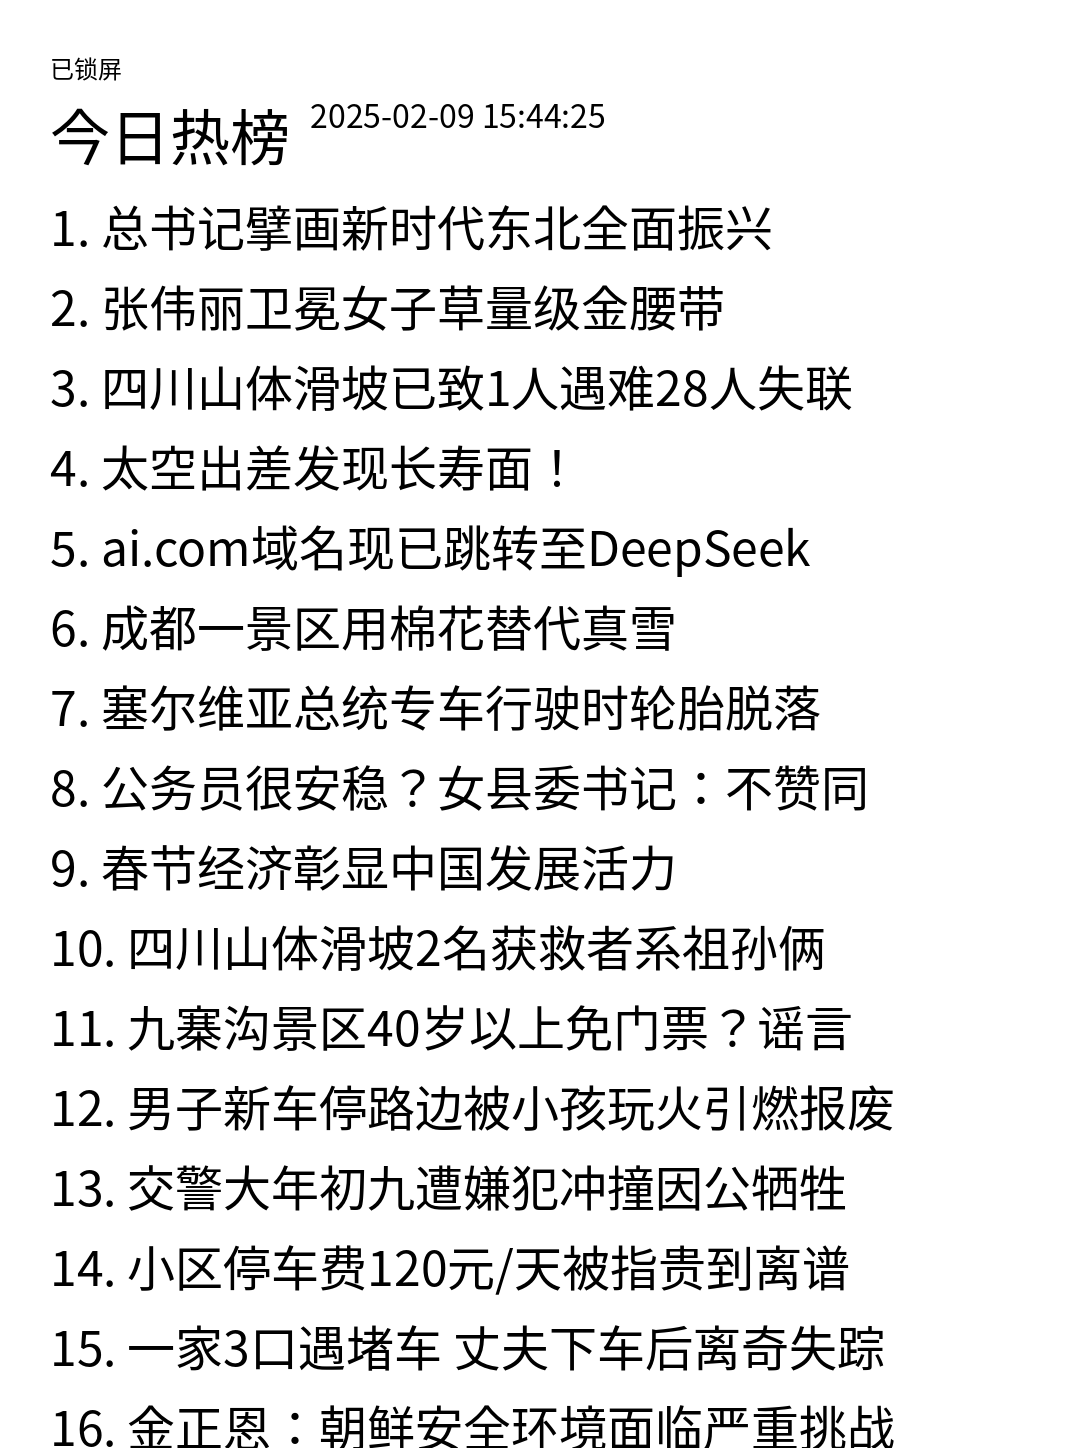 已锁屏
今日热榜 2025-02-09 15:44:25
1. 总书记擘画新时代东北全面振兴
2. 张伟丽卫冕女子草量级金腰带
3. 四川山体滑坡已致1人遇难28人失联
4. 太空出差发现长寿面！
5. ai.com域名现已跳转至DeepSeek
6. 成都一景区用棉花替代真雪
7. 塞尔维亚总统专车行驶时轮胎脱落
8. 公务员很安稳？女县委书记：不赞同
9. 春节经济彰显中国发展活力
10. 四川山体滑坡2名获救者系祖孙俩
11. 九寨沟景区40岁以上免门票？谣言
12. 男子新车停路边被小孩玩火引燃报废
13. 交警大年初九遭嫌犯冲撞因公牺牲
14. 小区停车费120元/天被指贵到离谱
15. 一家3口遇堵车 丈夫下车后离奇失踪
16. 金正恩：朝鲜安全环境面临严重挑战